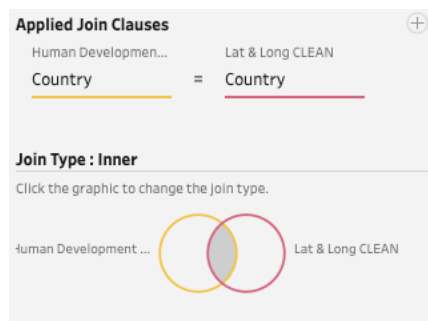 Applied Join Clauses
Human Developmen... Lat & Long CLEAN
Country = Country
Join Type : Inner
Click the graphic to change the join type.
Human Development ... Lat & Long CLEAN